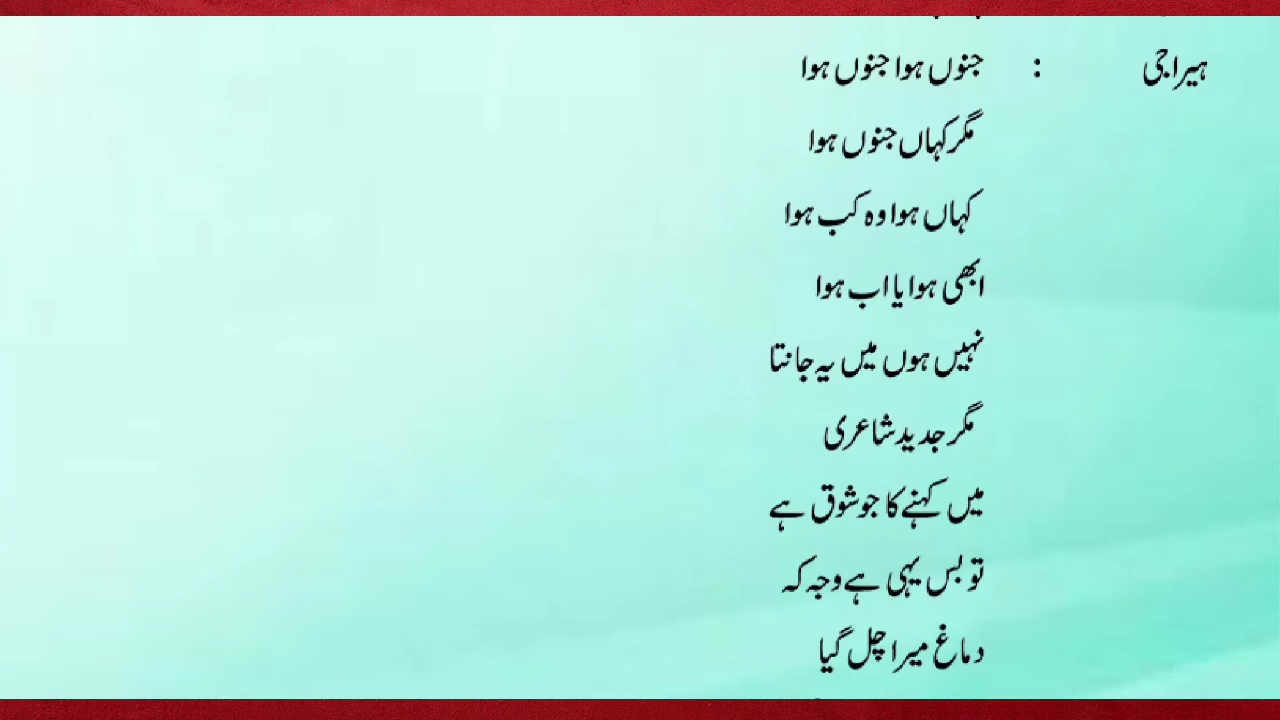 ہیراجی : جنوں ہوا جنوں ہوا
مگر کہاں جنوں ہوا
کہاں ہوا وہ کب ہوا
ابھی ہوا یا اب ہوا
نہیں ہوں میں یہ جانتا
مگر جدید شاعری
میں کہنے کا جو شوق ہے
تو بس یہی ہے وجہ کہ
دماغ میرا چل گیا